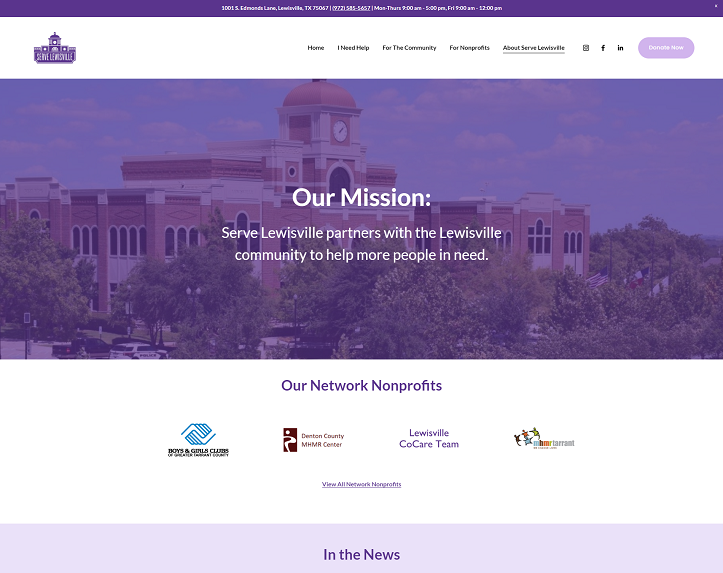 1001 S. Edmonds Lane, Lewisville, TX 75067 | (972) 585-5657 | Mon-Thurs 9:00 am - 5:00 pm, Fri 9:00 am - 12:00 pm
SERVE LEWISVILLE
Home I Need Help For The Community For Nonprofits About Serve Lewisville Donate Now
Our Mission:
Serve Lewisville partners with the Lewisville
community to help more people in need.
Our Network Nonprofits
BOYS & GIRLS CLUBS
OF GREATER TARRANT COUNTY
Denton County
MHMR Center
Lewisville
CoCare Team
mhmrtarrant
View All Network Nonprofits
In the News